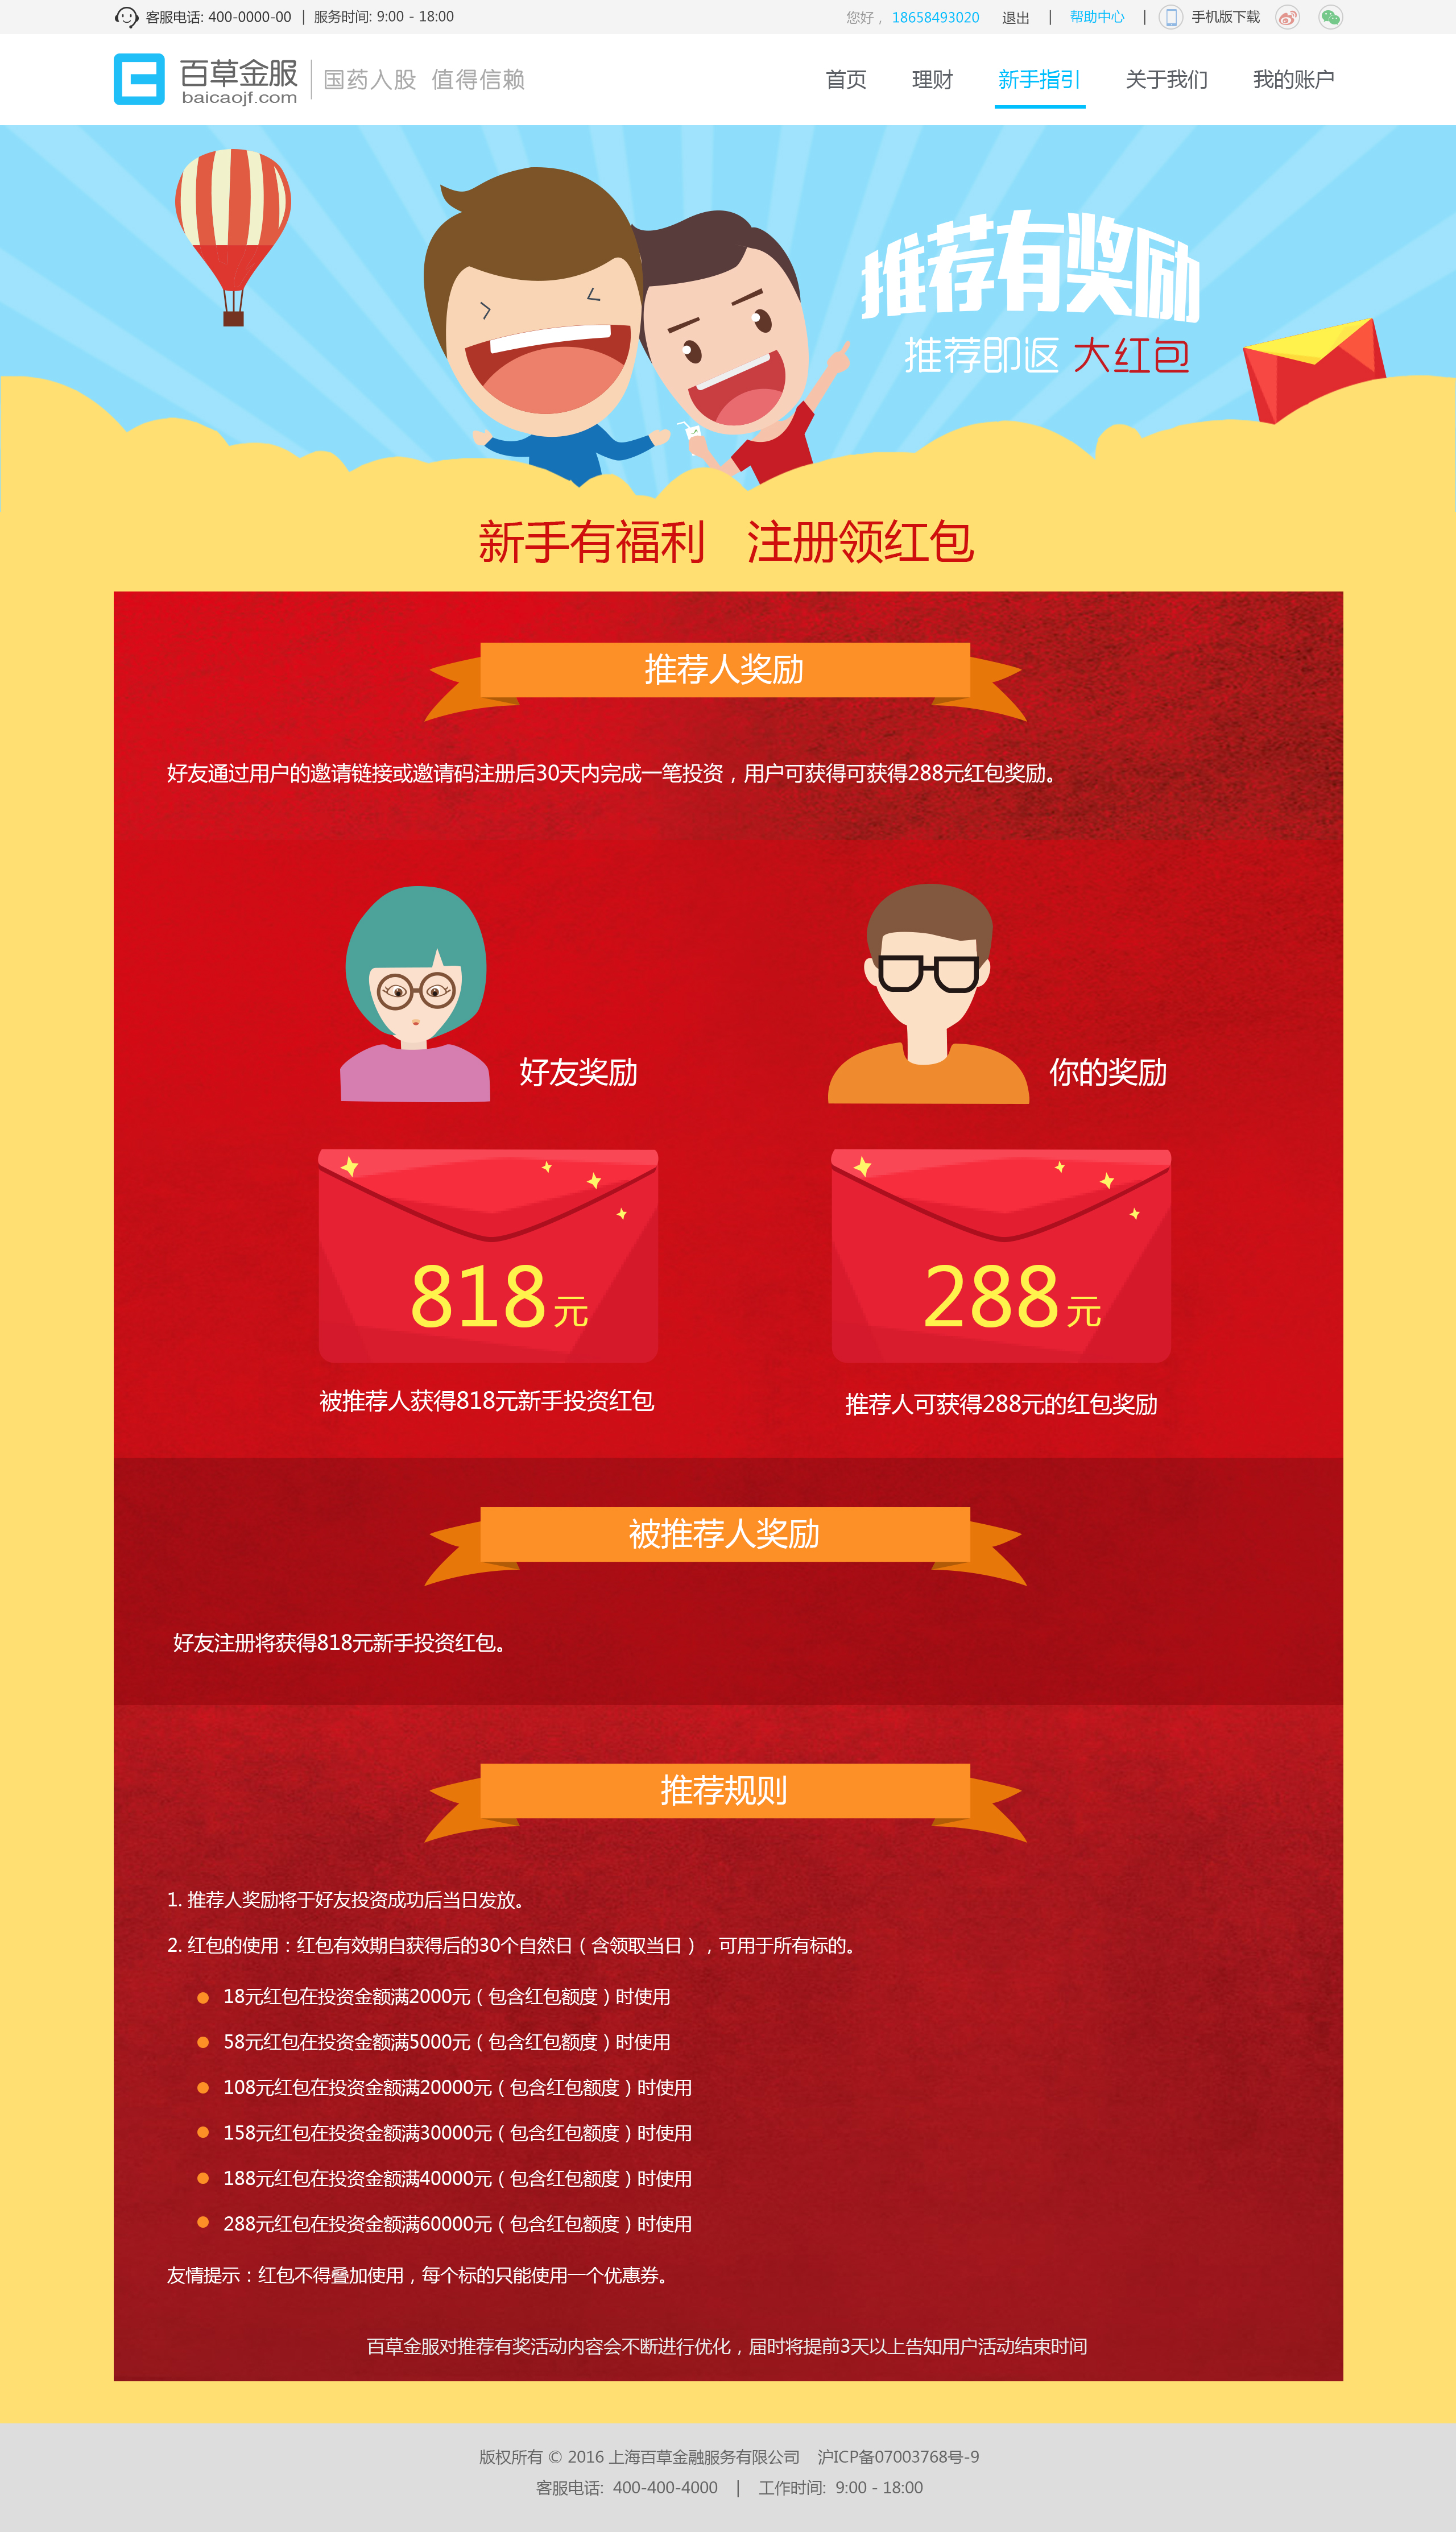 客服电话: 400-0000-00 | 服务时间: 9:00 - 18:00
您好， 18658493020 退出 | 帮助中心 | 手机版下载
百草金服
baicaojf.com
国药入股 值得信赖
首页 理财 新手指引 关于我们 我的账户
推荐有奖励
推荐即返 大红包
新手有福利 注册领红包
推荐人奖励
好友通过用户的邀请链接或邀请码注册后30天内完成一笔投资，用户可获得可获得288元红包奖励。
好友奖励
你的奖励
818元
288元
被推荐人获得818元新手投资红包
推荐人可获得288元的红包奖励
被推荐人奖励
好友注册将获得818元新手投资红包。
推荐规则
1. 推荐人奖励将于好友投资成功后当日发放。
2. 红包的使用：红包有效期自获得后的30个自然日（含领取当日），可用于所有标的。
18元红包在投资金额满2000元（包含红包额度）时使用
58元红包在投资金额满5000元（包含红包额度）时使用
108元红包在投资金额满20000元（包含红包额度）时使用
158元红包在投资金额满30000元（包含红包额度）时使用
188元红包在投资金额满40000元（包含红包额度）时使用
288元红包在投资金额满60000元（包含红包额度）时使用
友情提示：红包不得叠加使用，每个标的只能使用一个优惠券。
百草金服对推荐有奖活动内容会不断进行优化，届时将提前3天以上告知用户活动结束时间
版权所有 © 2016 上海百草金融服务有限公司 沪ICP备07003768号-9
客服电话: 400-400-4000 | 工作时间: 9:00 - 18:00